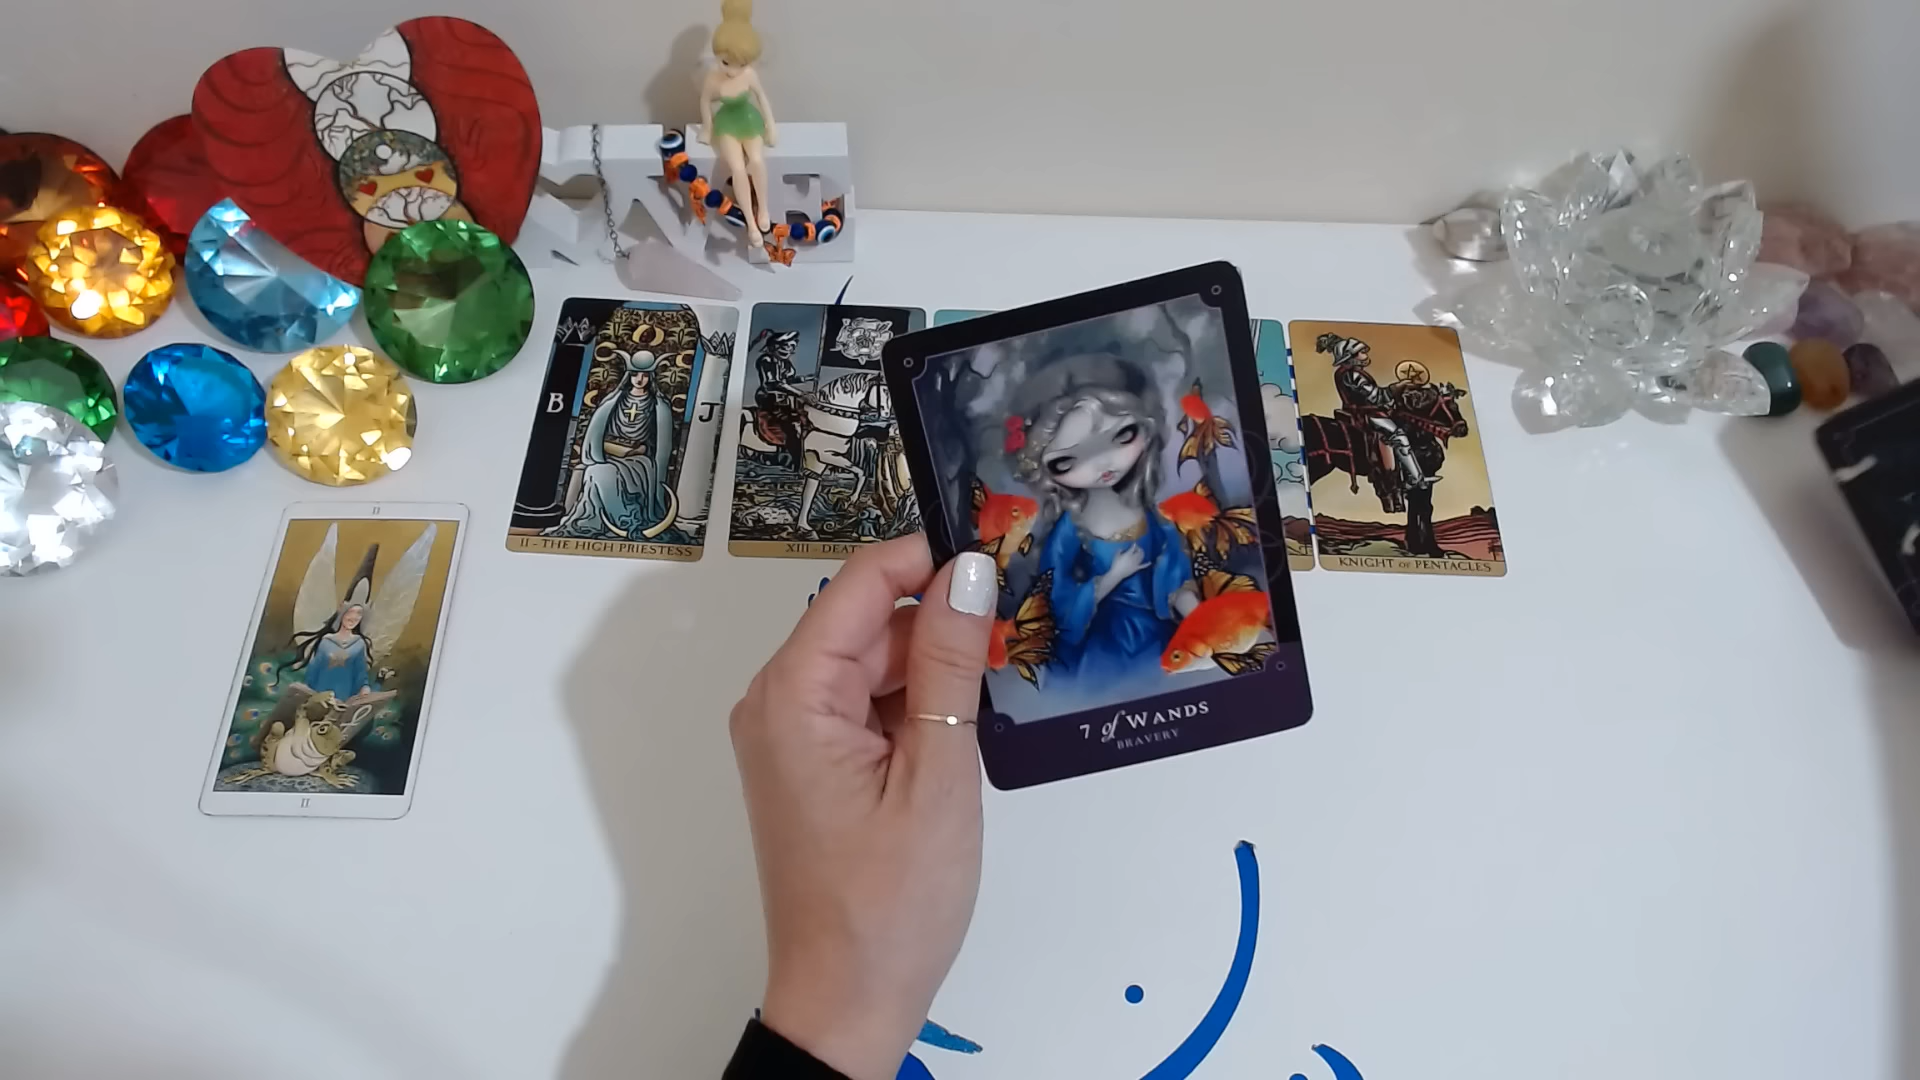 B J
II - THE HIGH PRIESTESS
XIII - DEAT
KNIGHT OF PENTACLES
7 of WANDS
BRAVERY
II
II